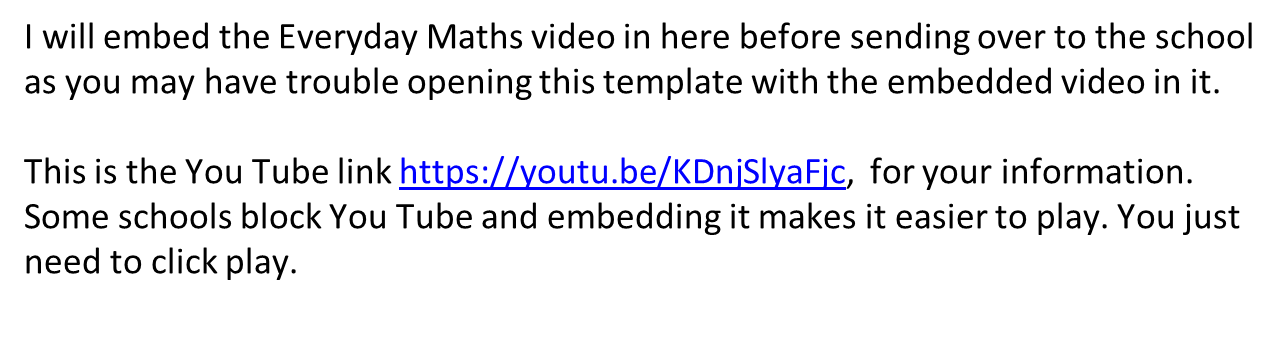 I will embed the Everyday Maths video in here before sending over to the school
as you may have trouble opening this template with the embedded video in it.
This is the You Tube link https://youtu.be/KDnjSlyaFjc,  for your information.
Some schools block You Tube and embedding it makes it easier to play. You just
need to click play.